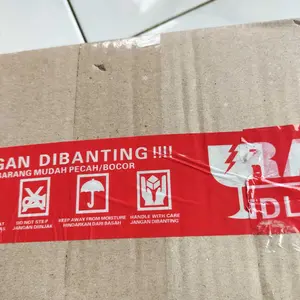 GAN DIBANTING !!!!
BARANG MUDAH PECAH/BOCOR
DO NOT STEP
JANGAN DIINJAK
KEEP AWAY FROM MOISTURE
HINDARKAN DARI BASAH
HANDLE WITH CARE
JANGAN DIBANTING